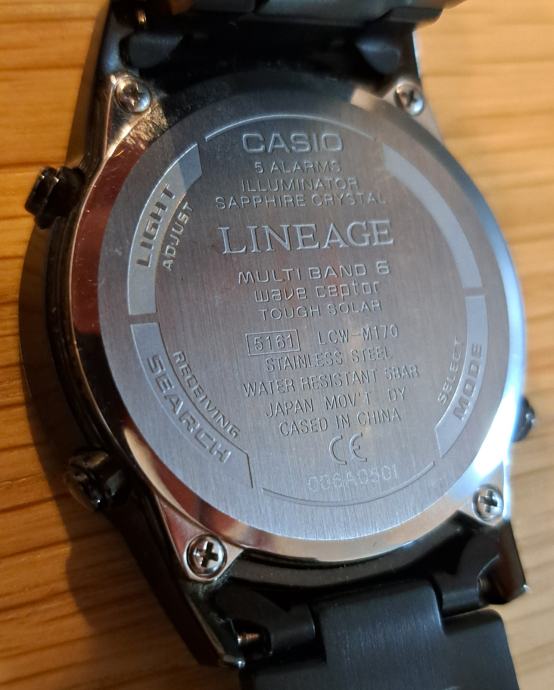 CASIO
5 ALARMS
ILLUMINATOR
SAPPHIRE CRYSTAL
LINEAGE
MULTI BAND 6
wave ceptor
TOUGH SOLAR
5161 LCW-M170
STAINLESS STEEL
WATER RESISTANT 5BAR
JAPAN MOV'T DY
CASED IN CHINA
CE
006A0501
LIGHT
ADJUST
RECEIVING
SEARCH
SELECT
MODE